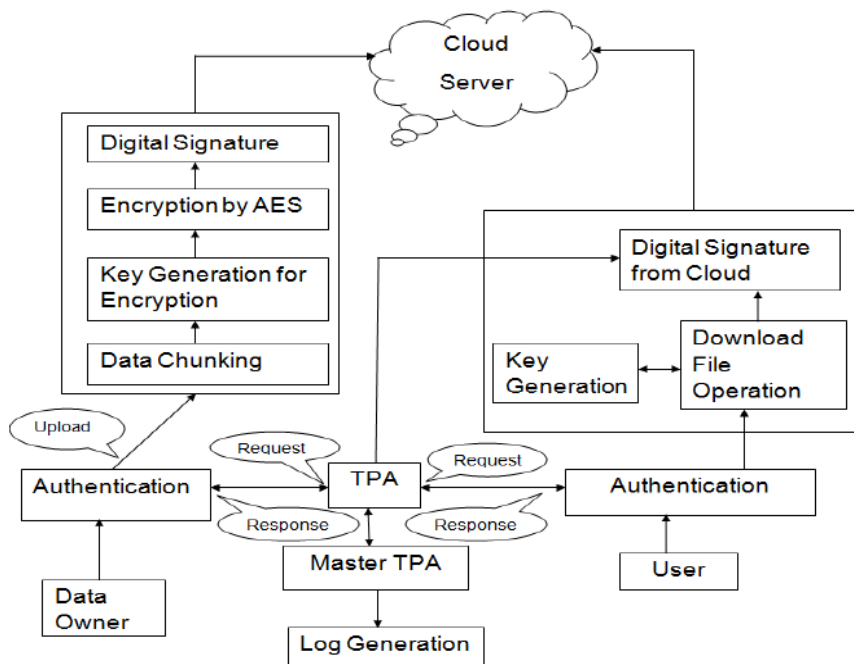 Cloud
Server
Digital Signature
Encryption by AES
Key Generation for
Encryption
Data Chunking
Digital Signature
from Cloud
Key
Generation
Download
File
Operation
Upload
Request
Request
Authentication
TPA
Authentication
Response
Response
Master TPA
User
Data
Owner
Log Generation